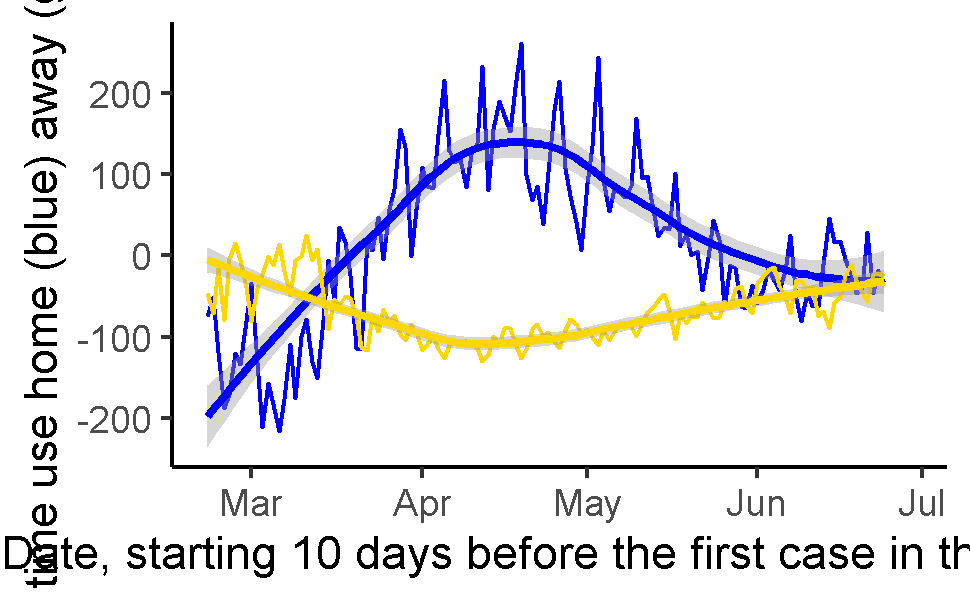 time use home (blue) away (
200
100
0
-100
-200
Mar Apr May Jun Jul
Date, starting 10 days before the first case in th